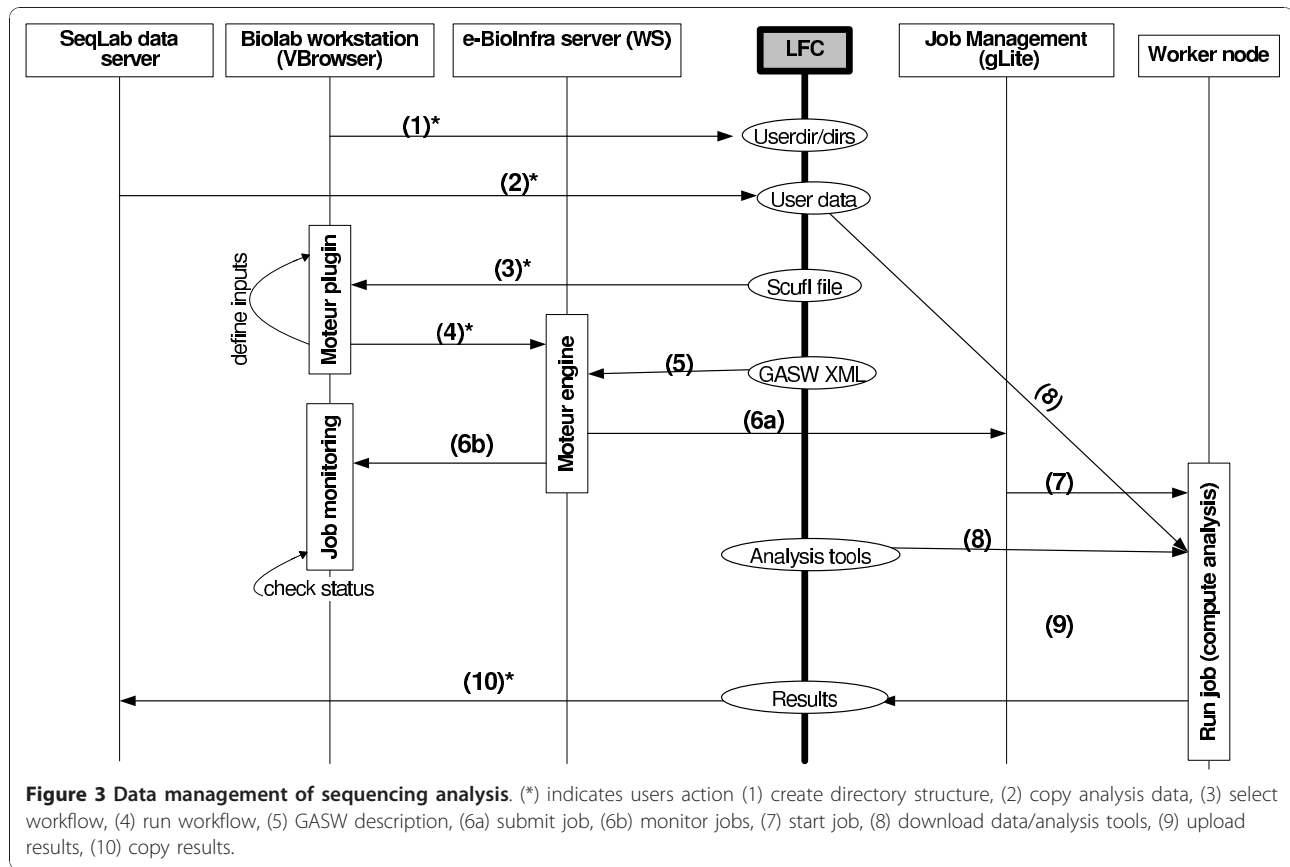 SeqLab data
server
Biolab workstation
(VBrowser)
e-BioInfra server (WS)
LFC
Job Management
(gLite)
Worker node
(1)*
Userdir/dirs
(2)*
User data
define inputs
Moteur plugin
(3)*
Scufl file
(4)*
Moteur engine
(5)
GASW XML
(8)
(6a)
Job monitoring
(6b)
(7)
Run job (compute analysis)
Analysis tools
(8)
check status
(9)
(10)*
Results
Figure 3 Data management of sequencing analysis. (*) indicates users action (1) create directory structure, (2) copy analysis data, (3) select
workflow, (4) run workflow, (5) GASW description, (6a) submit job, (6b) monitor jobs, (7) start job, (8) download data/analysis tools, (9) upload
results, (10) copy results.